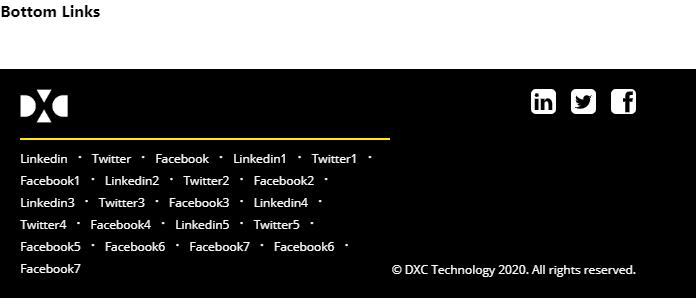 Bottom Links
DXC
Linkedin · Twitter · Facebook · Linkedin1 · Twitter1 ·
Facebook1 · Linkedin2 · Twitter2 · Facebook2 ·
Linkedin3 · Twitter3 · Facebook3 · Linkedin4 ·
Twitter4 · Facebook4 · Linkedin5 · Twitter5 ·
Facebook5 · Facebook6 · Facebook7 · Facebook6 ·
Facebook7
© DXC Technology 2020. All rights reserved.